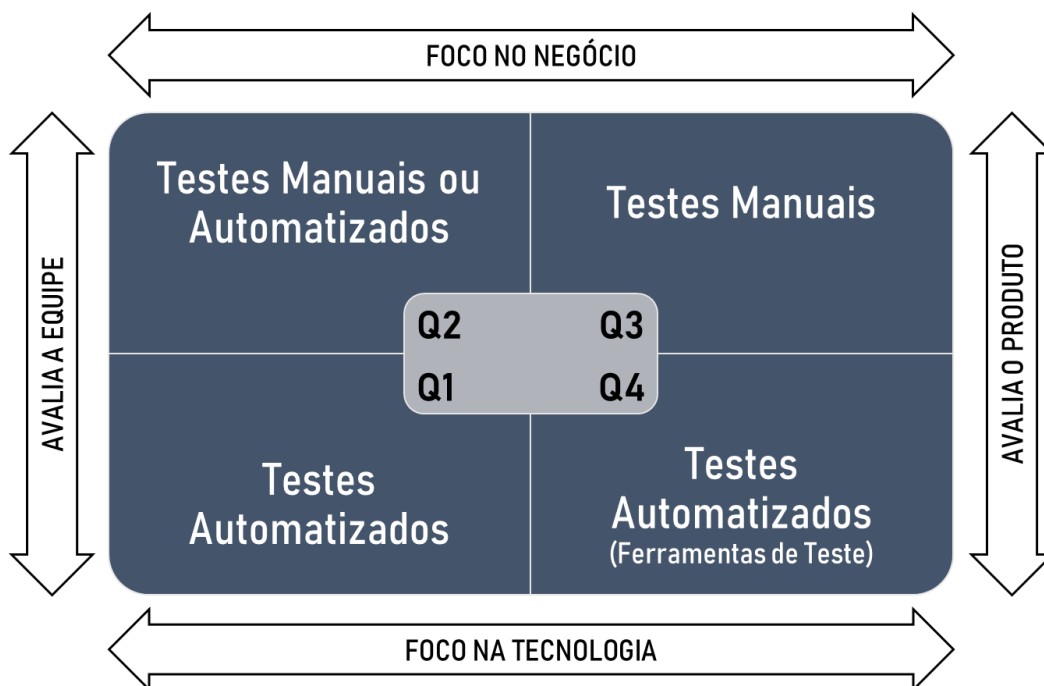 FOCO NO NEGÓCIO
AVALIA A EQUIPE
Testes Manuais ou
Automatizados
Testes Manuais
Q2
Q3
Q1
Q4
Testes
Automatizados
Testes
Automatizados
(Ferramentas de Teste)
AVALIA O PRODUTO
FOCO NA TECNOLOGIA